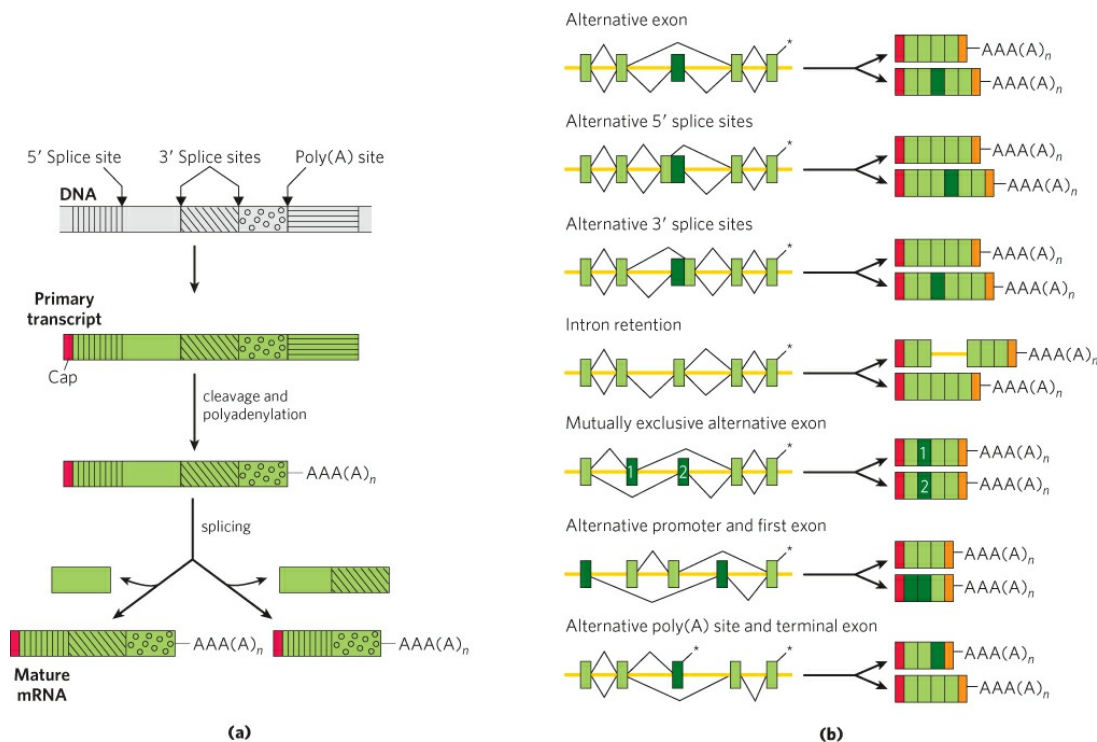 5′ Splice site
3′ Splice sites
Poly(A) site
DNA
Primary
transcript
Cap
cleavage and
polyadenylation
AAA(A)n
splicing
AAA(A)n
AAA(A)n
Mature
mRNA
(a)
Alternative exon
*
AAA(A)n
AAA(A)n
Alternative 5′ splice sites
*
AAA(A)n
AAA(A)n
Alternative 3′ splice sites
*
AAA(A)n
AAA(A)n
Intron retention
*
AAA(A)n
AAA(A)n
Mutually exclusive alternative exon
*
1
2
1
AAA(A)n
2
AAA(A)n
Alternative promoter and first exon
*
AAA(A)n
AAA(A)n
Alternative poly(A) site and terminal exon
*
*
AAA(A)n
AAA(A)n
(b)